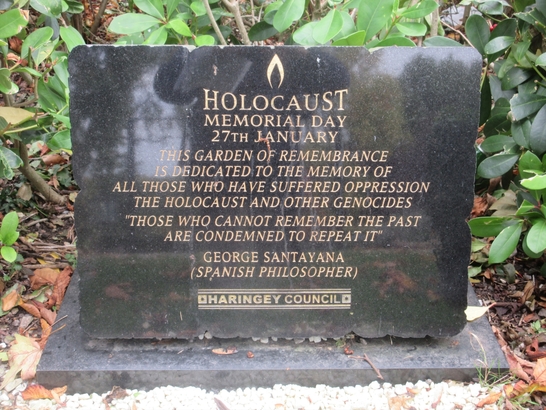 HOLOCAUST
MEMORIAL DAY
27TH JANUARY
THIS GARDEN OF REMEMBRANCE
IS DEDICATED TO THE MEMORY OF
ALL THOSE WHO HAVE SUFFERED OPPRESSION
THE HOLOCAUST AND OTHER GENOCIDES
"THOSE WHO CANNOT REMEMBER THE PAST
ARE CONDEMNED TO REPEAT IT"
GEORGE SANTAYANA
(SPANISH PHILOSOPHER)
HARINGEY COUNCIL